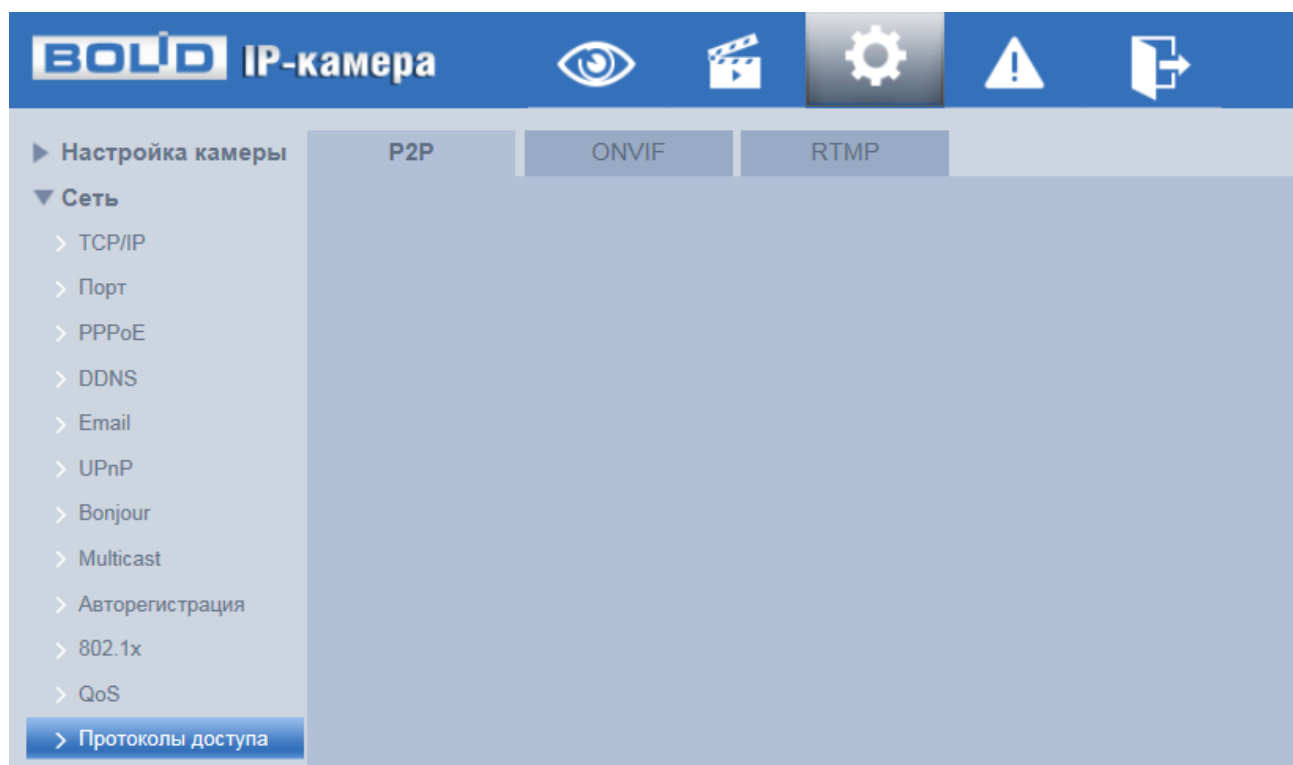 BOLID IP-камера
Настройка камеры P2P ONVIF RTMP
Сеть
TCP/IP
Порт
PPPoE
DDNS
Email
UPnP
Bonjour
Multicast
Авторегистрация
802.1x
QoS
Протоколы доступа